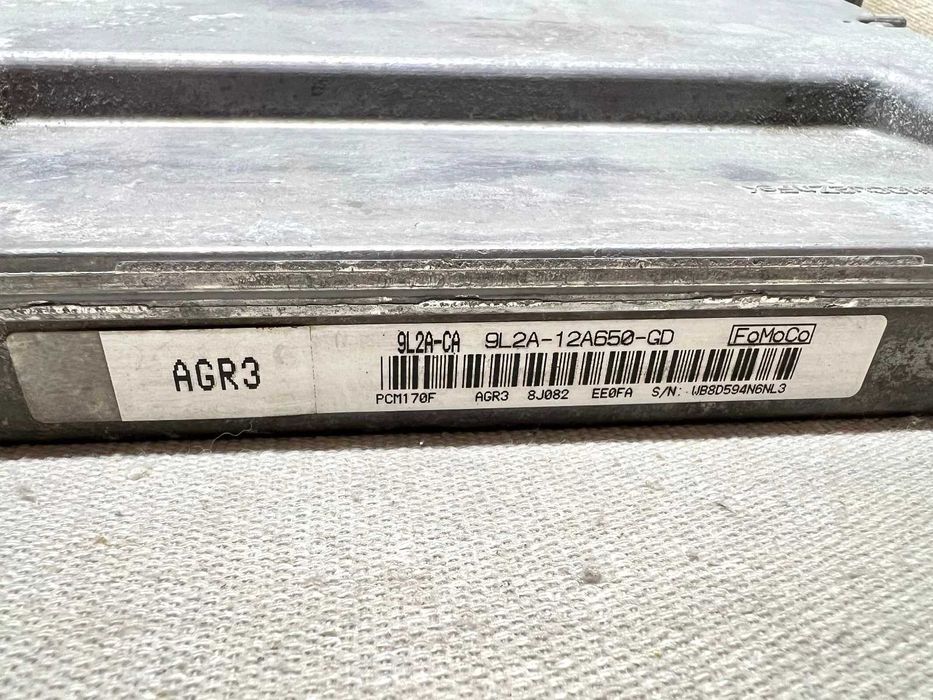 AGR3
9L2A-CA 9L2A-12A650-GD FoMoCo
PCM170F AGR3 8J082 EE0FA S/N: WB8D594N6NL3